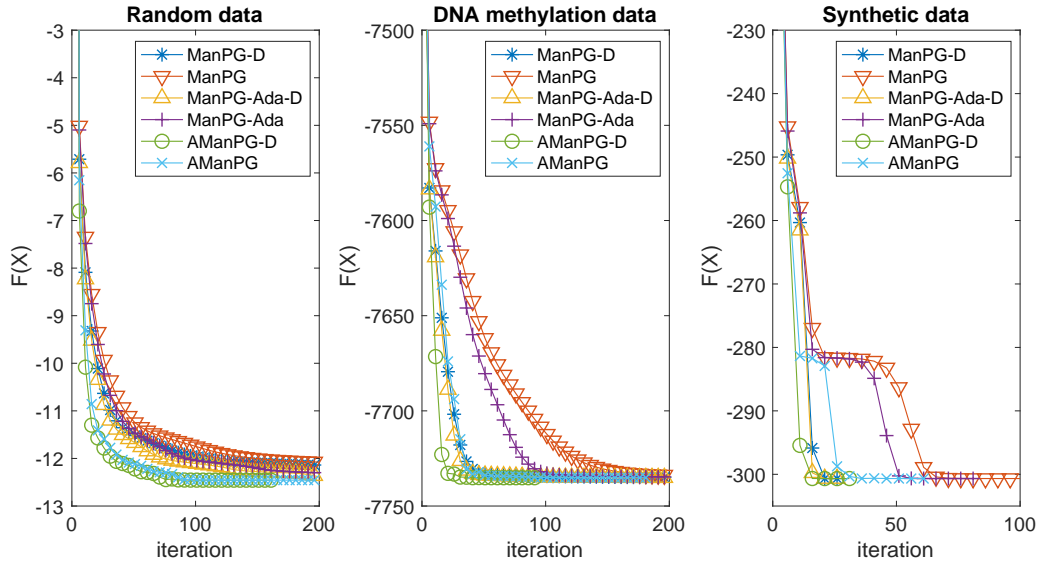 Random data
-3
-4
-5
-6
-7
-8
-9
-10
-11
-12
-13
0
100
200
F(X)
iteration
ManPG-D
ManPG
ManPG-Ada-D
ManPG-Ada
AManPG-D
AManPG
DNA methylation data
-7500
-7550
-7600
-7650
-7700
-7750
0
100
200
F(X)
iteration
ManPG-D
ManPG
ManPG-Ada-D
ManPG-Ada
AManPG-D
AManPG
Synthetic data
-230
-240
-250
-260
-270
-280
-290
-300
0
50
100
F(X)
iteration
ManPG-D
ManPG
ManPG-Ada-D
ManPG-Ada
AManPG-D
AManPG